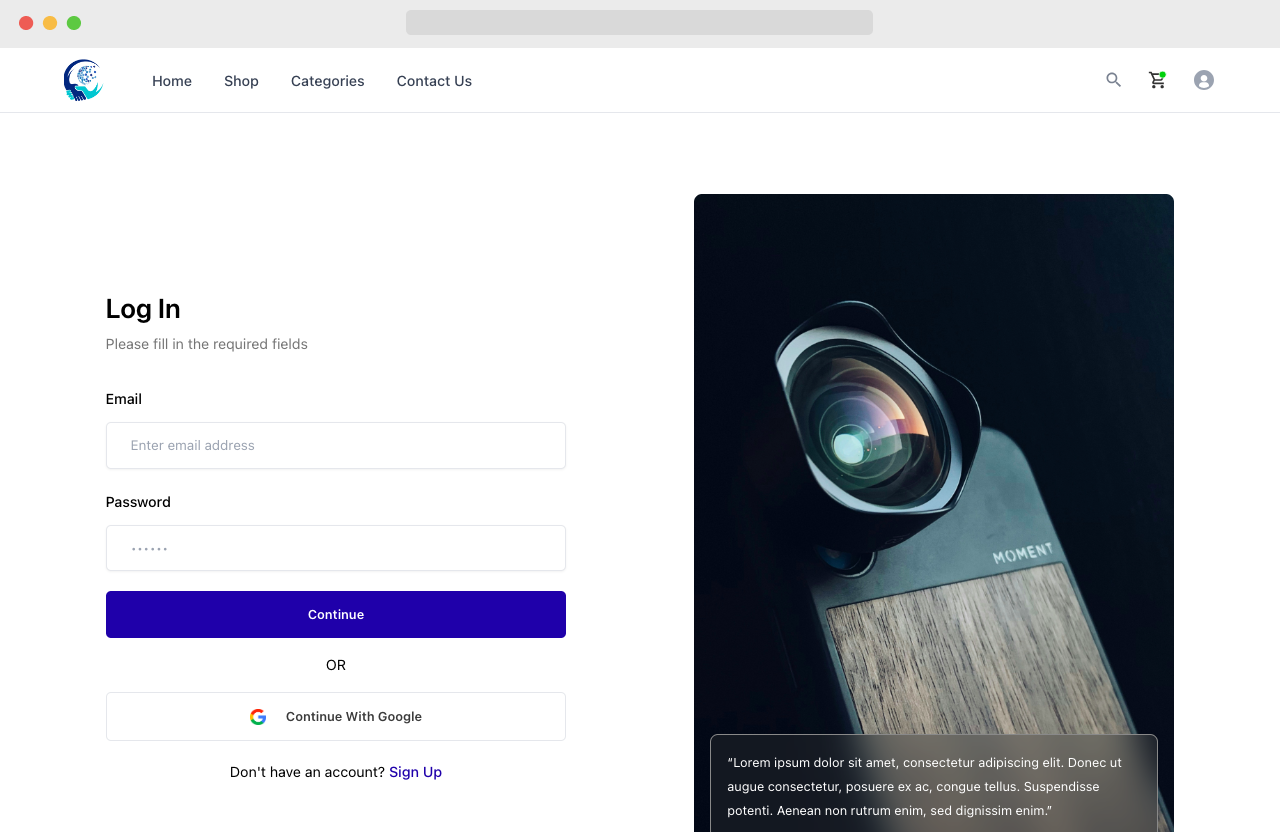 Home Shop Categories Contact Us
Log In
Please fill in the required fields
Email
Enter email address
Password
Continue
OR
Continue With Google
Don't have an account? Sign Up
MOMENT
“Lorem ipsum dolor sit amet, consectetur adipiscing elit. Donec ut
augue consectetur, posuere ex ac, congue tellus. Suspendisse
potenti. Aenean non rutrum enim, sed dignissim enim.”